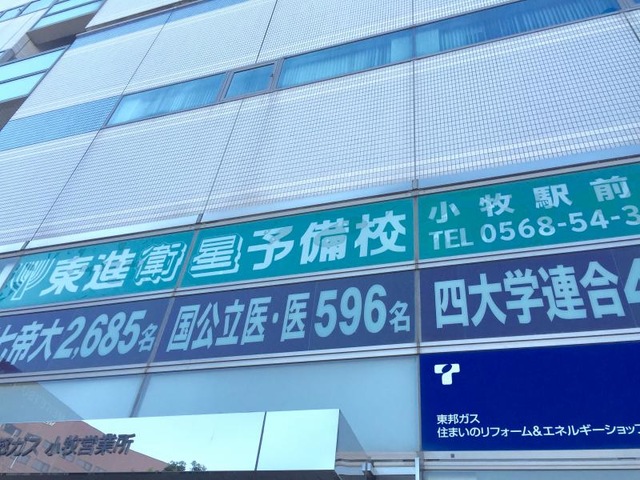 東進衛星予備校
小牧駅前
TEL 0568-54-3
七帝大2,685名
国公立医・医596名
四大学連合4
東邦ガス
住まいのリフォーム&エネルギーショップ
ガス 小牧営業所